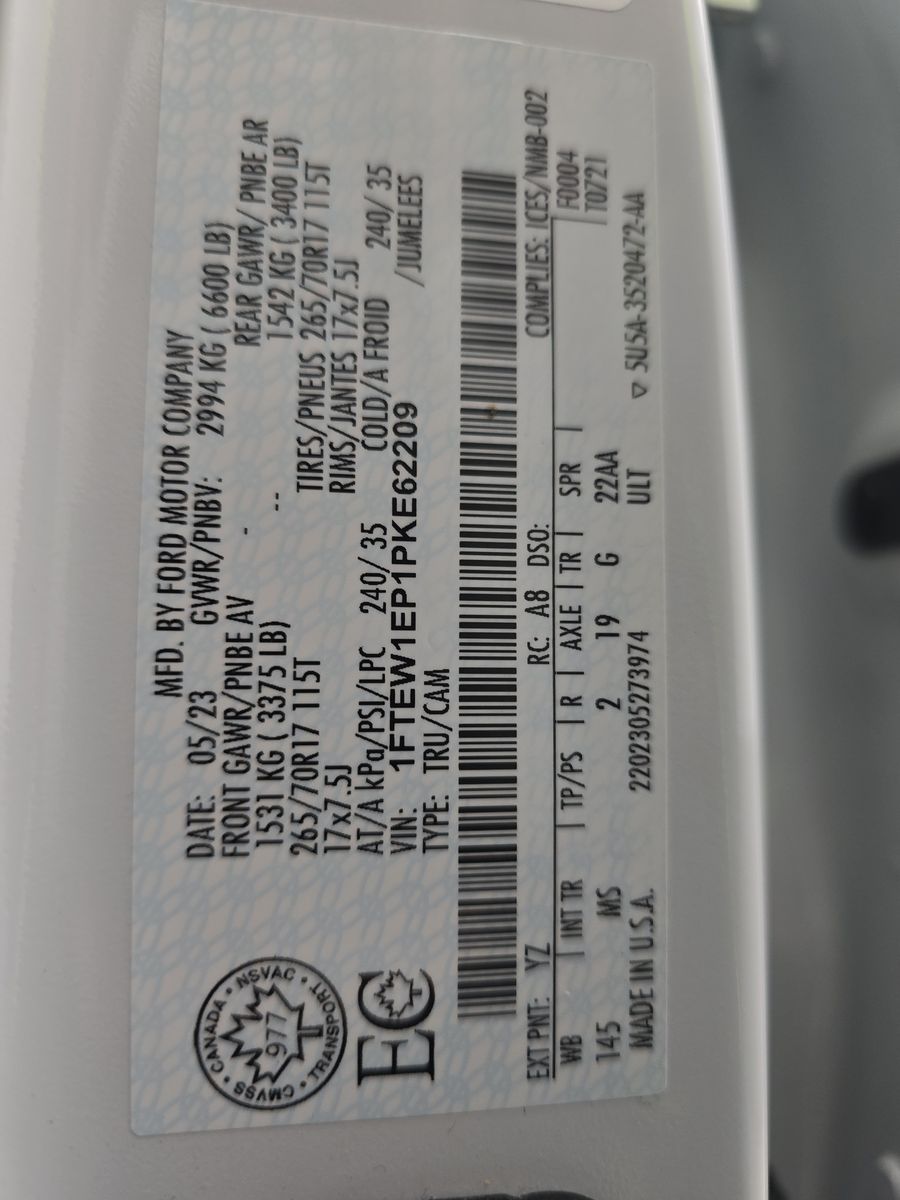 MFD. BY FORD MOTOR COMPANY
DATE: 05/23 GVWR/PNBV: 2994 KG ( 6600 LB)
FRONT GAWR/PNBE AV - REAR GAWR/ PNBE AR
1531 KG ( 3375 LB) -- 1542 KG ( 3400 LB)
265/70R17 115T TIRES/PNEUS 265/70R17 115T
17x7.5J RIMS/JANTES 17x7.5J
AT/A kPa/PSI/LPC 240/ 35 COLD/A FROID 240/ 35
VIN: 1FTEW1EP1PKE62209 /JUMELEES
TYPE: TRU/CAM
CANADA • NSVAC • TRANSPORT • CMVSS •
977
EC
EXT PNT: YZ RC: A8 DSO: COMPLIES: ICES/NMB-002
WB | INT TR | TP/PS | R | AXLE | TR | SPR | F0004
145 MS 2 19 G 22AA T0721
MADE IN U.S.A. 2202305273974 ULT
▽ 5U5A-3520472-AA